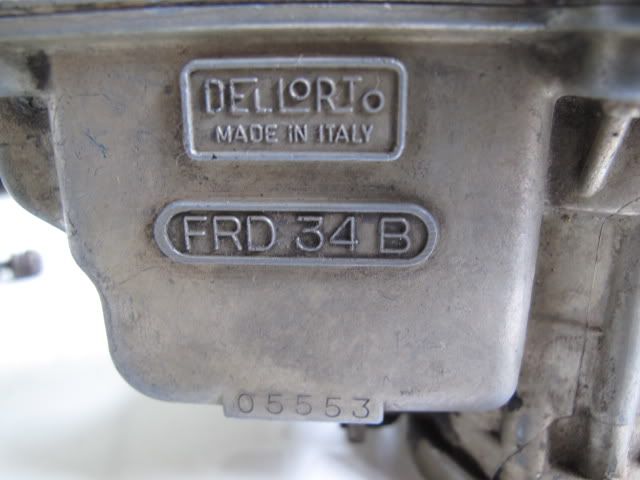 DELLORTO
MADE IN ITALY
FRD 34 B
05553